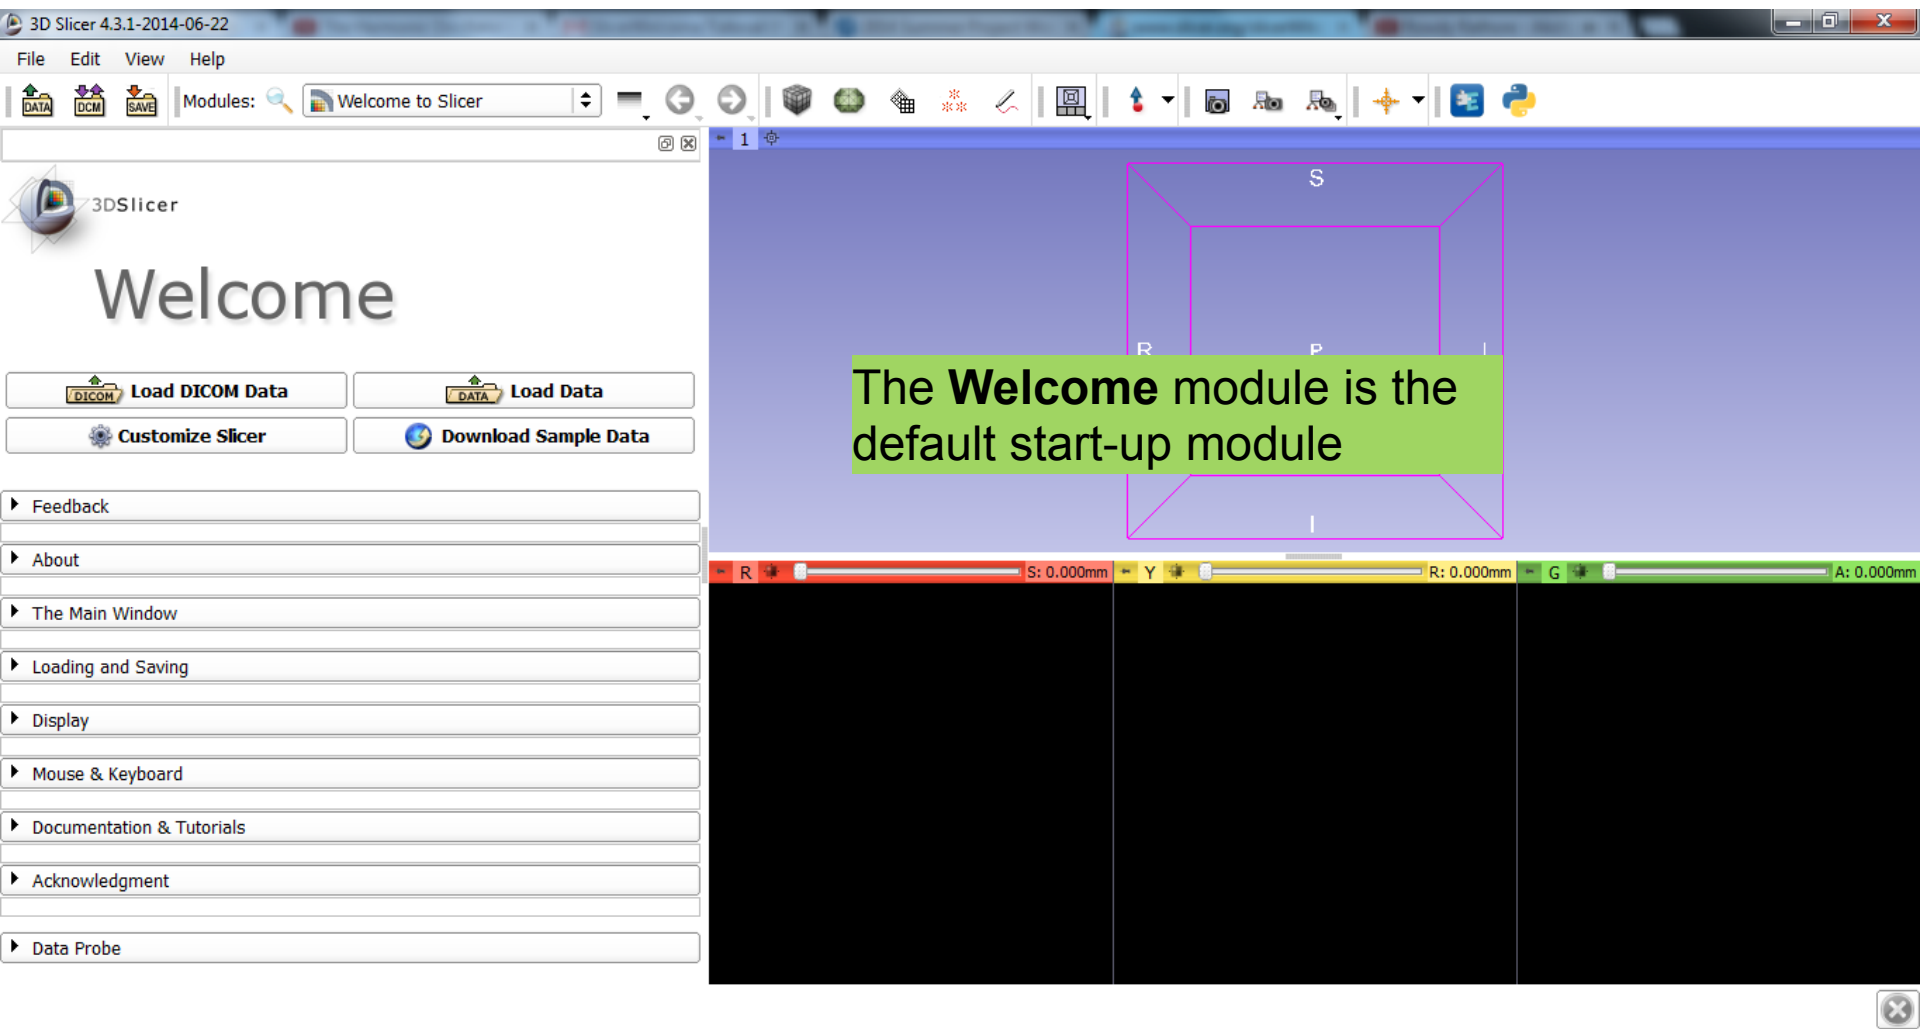 3D Slicer 4.3.1-2014-06-22
File Edit View Help
DATA DCM SAVE Modules: Welcome to Slicer
1
3DSlicer
Welcome
DICOM Load DICOM Data
DATA Load Data
Customize Slicer
Download Sample Data
Feedback
About
The Main Window
Loading and Saving
Display
Mouse & Keyboard
Documentation & Tutorials
Acknowledgment
Data Probe
S
R P
The Welcome module is the
default start-up module
I
R S: 0.000mm
Y R: 0.000mm
G A: 0.000mm